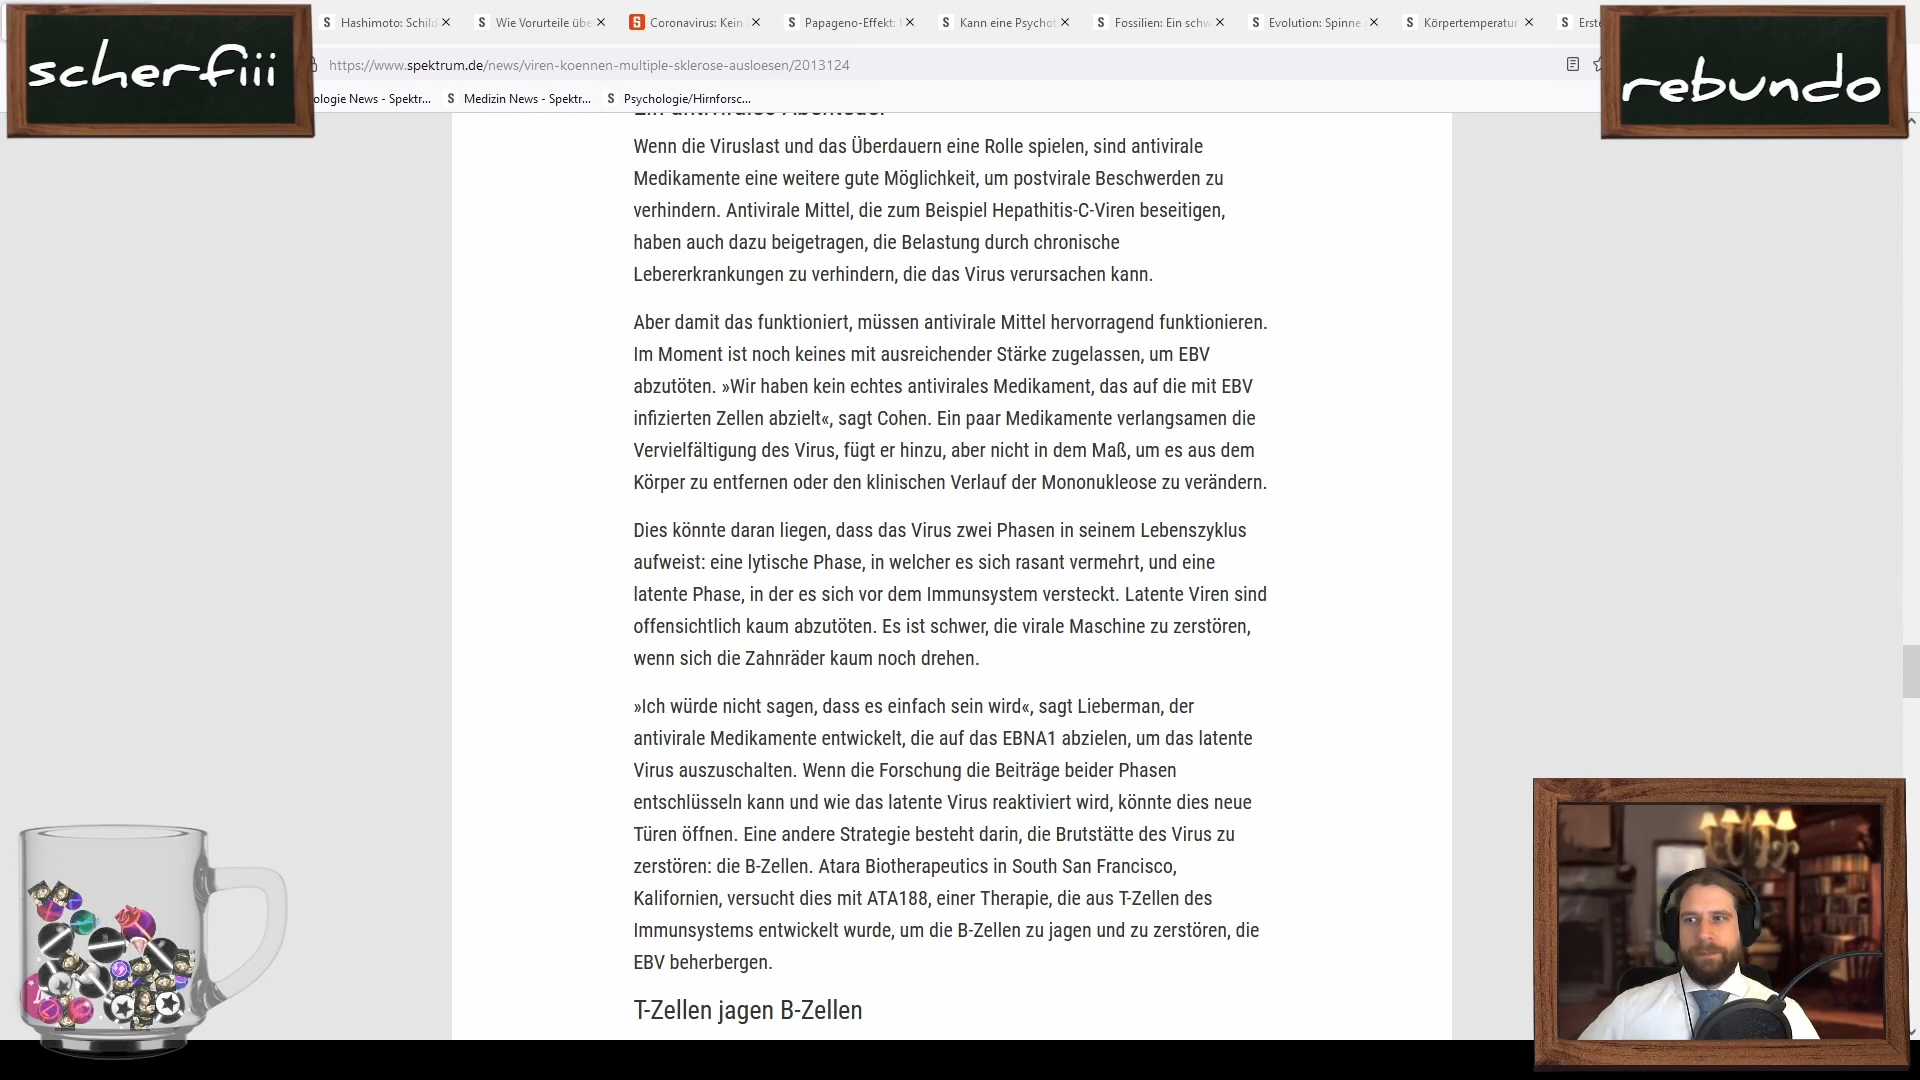 scherfiii
Hashimoto: Schild
Wie Vorurteile übe
Coronavirus: Kein
Papageno-Effekt:
Kann eine Psychot
Fossilien: Ein schw
Evolution: Spinne
Körpertemperatur
Erste
rebundo
https://www.spektrum.de/news/viren-koennen-multiple-sklerose-ausloesen/2013124
ologie News - Spektr...
Medizin News - Spektr...
Psychologie/Hirnforsc...
Ein antivirales Abenteuer
Wenn die Viruslast und das Überdauern eine Rolle spielen, sind antivirale
Medikamente eine weitere gute Möglichkeit, um postvirale Beschwerden zu
verhindern. Antivirale Mittel, die zum Beispiel Hepathitis-C-Viren beseitigen,
haben auch dazu beigetragen, die Belastung durch chronische
Lebererkrankungen zu verhindern, die das Virus verursachen kann.
Aber damit das funktioniert, müssen antivirale Mittel hervorragend funktionieren.
Im Moment ist noch keines mit ausreichender Stärke zugelassen, um EBV
abzutöten. »Wir haben kein echtes antivirales Medikament, das auf die mit EBV
infizierten Zellen abzielt«, sagt Cohen. Ein paar Medikamente verlangsamen die
Vervielfältigung des Virus, fügt er hinzu, aber nicht in dem Maß, um es aus dem
Körper zu entfernen oder den klinischen Verlauf der Mononukleose zu verändern.
Dies könnte daran liegen, dass das Virus zwei Phasen in seinem Lebenszyklus
aufweist: eine lytische Phase, in welcher es sich rasant vermehrt, und eine
latente Phase, in der es sich vor dem Immunsystem versteckt. Latente Viren sind
offensichtlich kaum abzutöten. Es ist schwer, die virale Maschine zu zerstören,
wenn sich die Zahnräder kaum noch drehen.
»Ich würde nicht sagen, dass es einfach sein wird«, sagt Lieberman, der
antivirale Medikamente entwickelt, die auf das EBNA1 abzielen, um das latente
Virus auszuschalten. Wenn die Forschung die Beiträge beider Phasen
entschlüsseln kann und wie das latente Virus reaktiviert wird, könnte dies neue
Türen öffnen. Eine andere Strategie besteht darin, die Brutstätte des Virus zu
zerstören: die B-Zellen. Atara Biotherapeutics in South San Francisco,
Kalifornien, versucht dies mit ATA188, einer Therapie, die aus T-Zellen des
Immunsystems entwickelt wurde, um die B-Zellen zu jagen und zu zerstören, die
EBV beherbergen.
T-Zellen jagen B-Zellen